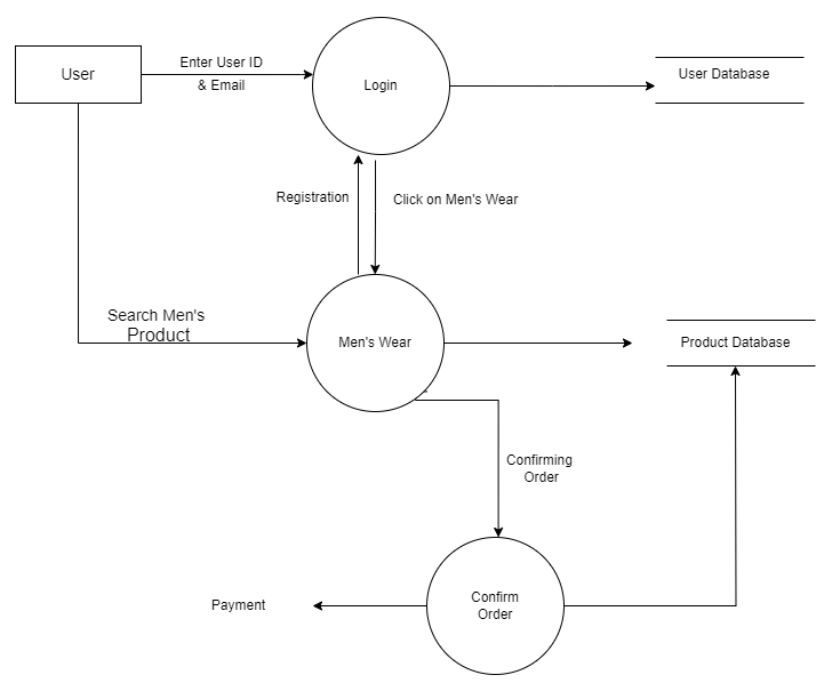 User
Enter User ID
& Email
Login
User Database
Registration
Click on Men's Wear
Search Men's
Product
Men's Wear
Product Database
Confirming
Order
Confirm
Order
Payment